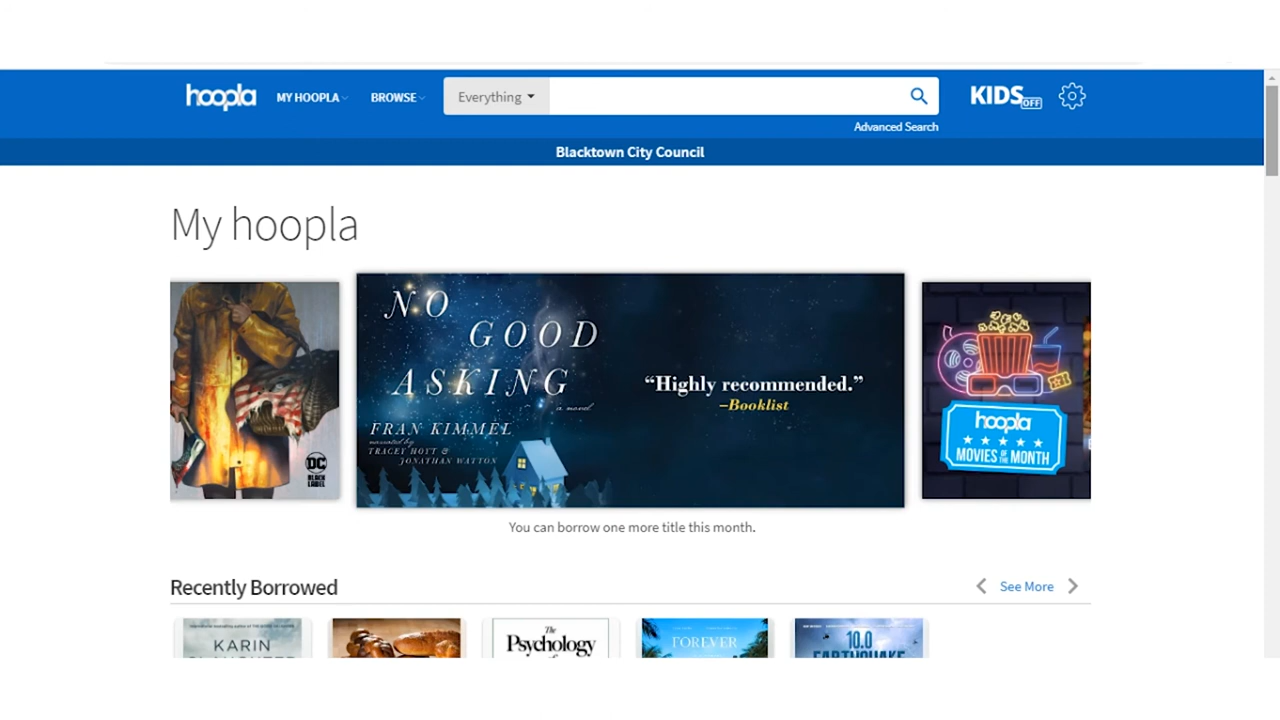 hoopla
MY HOOPLA
BROWSE
Everything
KIDS OFF
Advanced Search
Blacktown City Council
My hoopla
DC
BLACK
LABEL
NO
GOOD
ASKING
a novel
FRAN KIMMEL
narrated by
TRACEY HOYT &
JONATHAN WATTON
“Highly recommended.”
–Booklist
hoopla
MOVIES OF THE MONTH
You can borrow one more title this month.
Recently Borrowed
See More
KARIN
The
Psychology
FOREVER
10.0
EARTHQUAKE